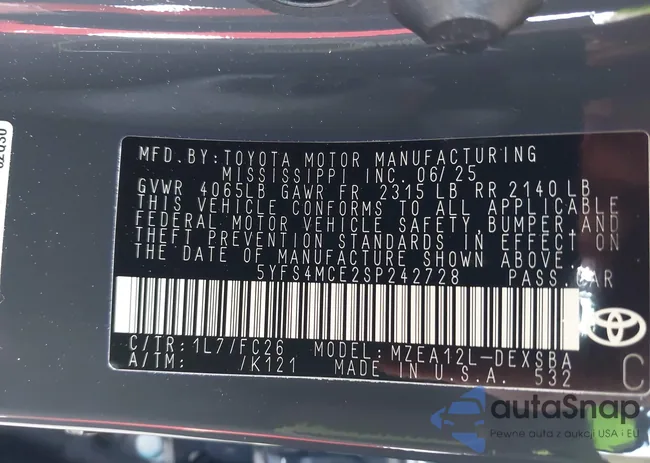 MFD.BY:TOYOTA MOTOR MANUFACTURING
MISSISSIPPI INC. 06/25
GVWR 4065LB GAWR FR 2315 LB RR 2140 LB
THIS VEHICLE CONFORMS TO ALL APPLICABLE
FEDERAL MOTOR VEHICLE SAFETY, BUMPER, AND
THEFT PREVENTION STANDARDS IN EFFECT ON
THE DATE OF MANUFACTURE SHOWN ABOVE.
5YFS4MCE2SP242728 PASS.CAR
C/TR: 1L7/FC26 MODEL: MZEA12L-DEXSBA
A/TM: /K121 MADE IN U.S.A. 532
C
autaSnap
Pewne auta z aukcji USA i EU